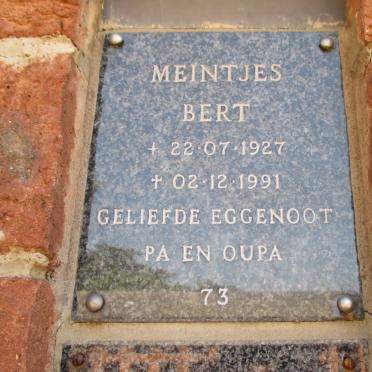 MEINTJES
BERT
+ 22·07·1927
✝ 02·12·1991
GELIEFDE EGGENOOT
PA EN OUPA
73